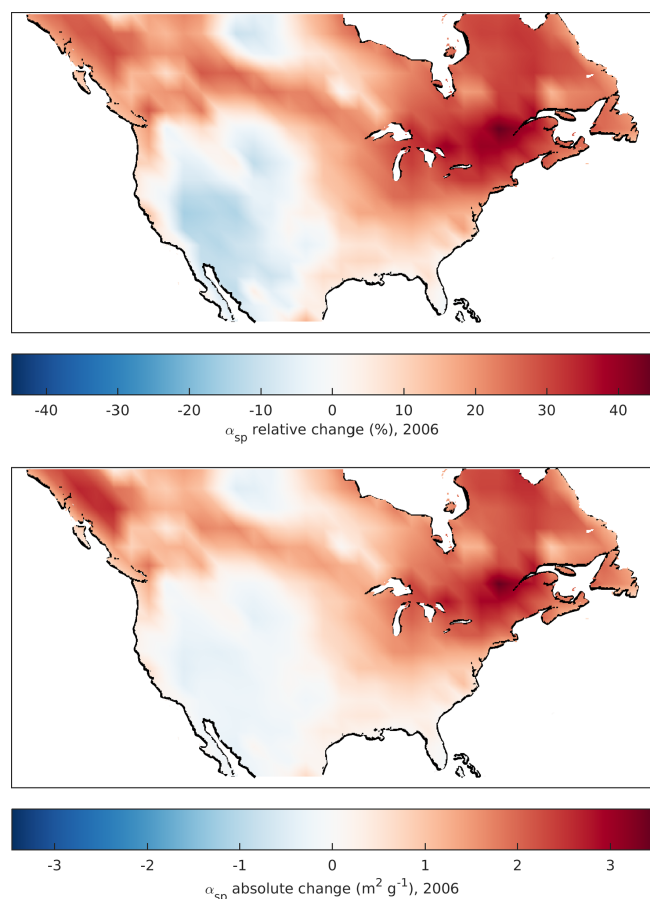 -40 -30 -20 -10 0 10 20 30 40
αsp relative change (%), 2006
-3 -2 -1 0 1 2 3
αsp absolute change (m² g⁻¹), 2006